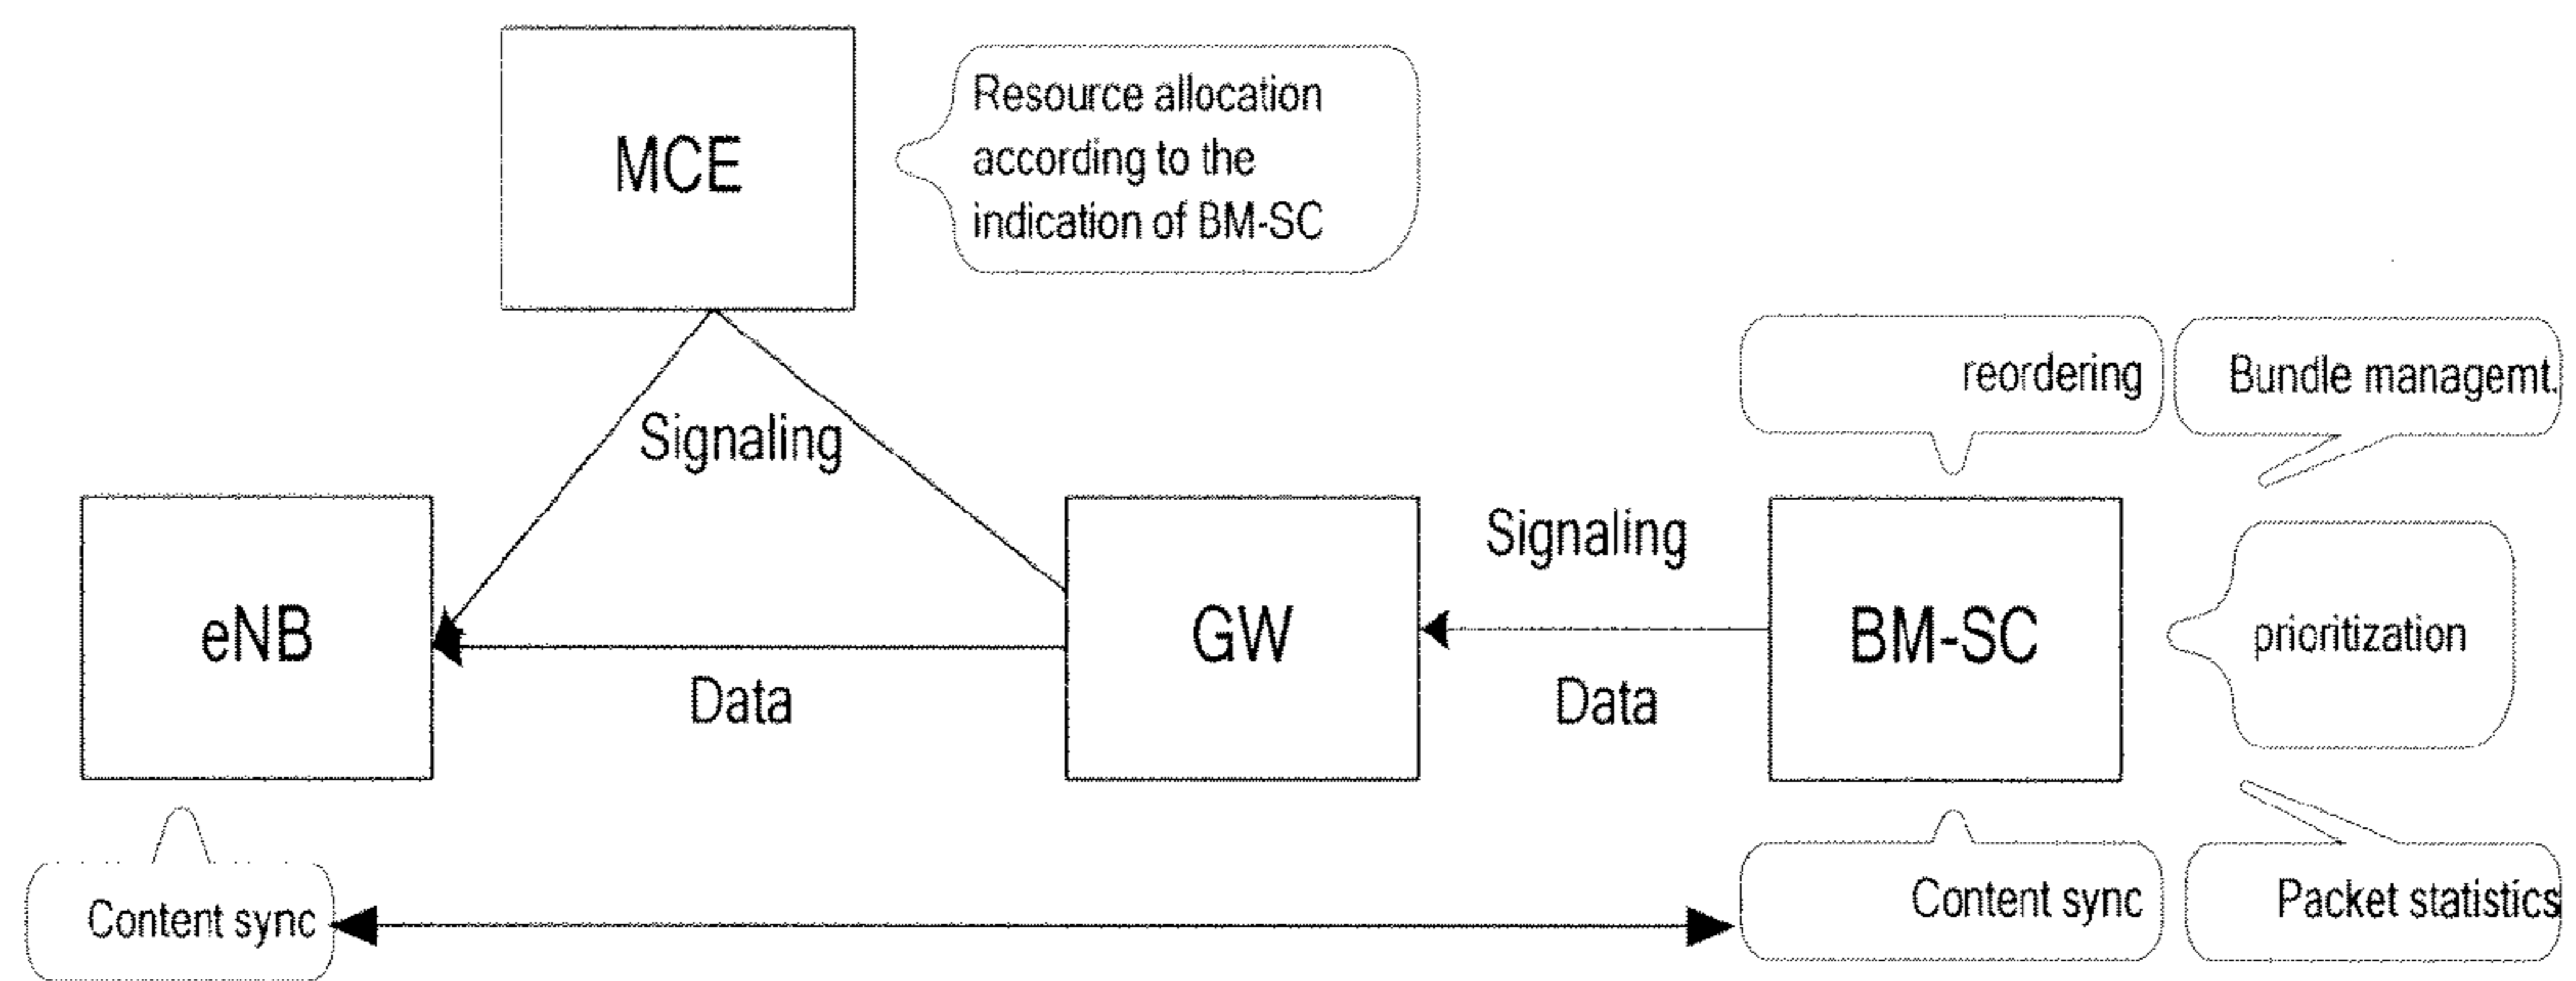 MCE
Resource allocation
according to the
indication of BM-SC
reordering
Bundle managemt.
Signaling
Signaling
eNB
GW
BM-SC
prioritization
Data
Data
Content sync
Content sync
Packet statistics